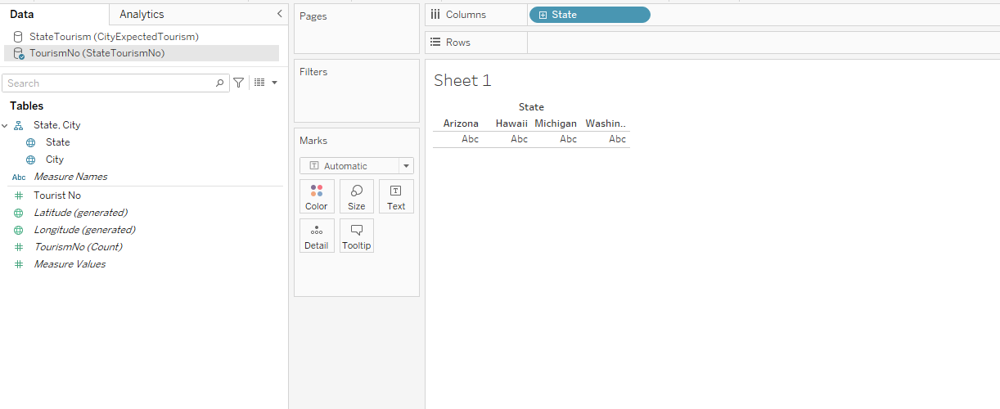 Data
Analytics
StateTourism (CityExpectedTourism)
TourismNo (StateTourismNo)
Search
Tables
State, City
State
City
Abc Measure Names
Tourist No
Latitude (generated)
Longitude (generated)
TourismNo (Count)
Measure Values
Pages
Filters
Marks
Automatic
Color Size Text
Detail Tooltip
Columns State
Rows
Sheet 1
State
Arizona Hawaii Michigan Washin..
Abc Abc Abc Abc